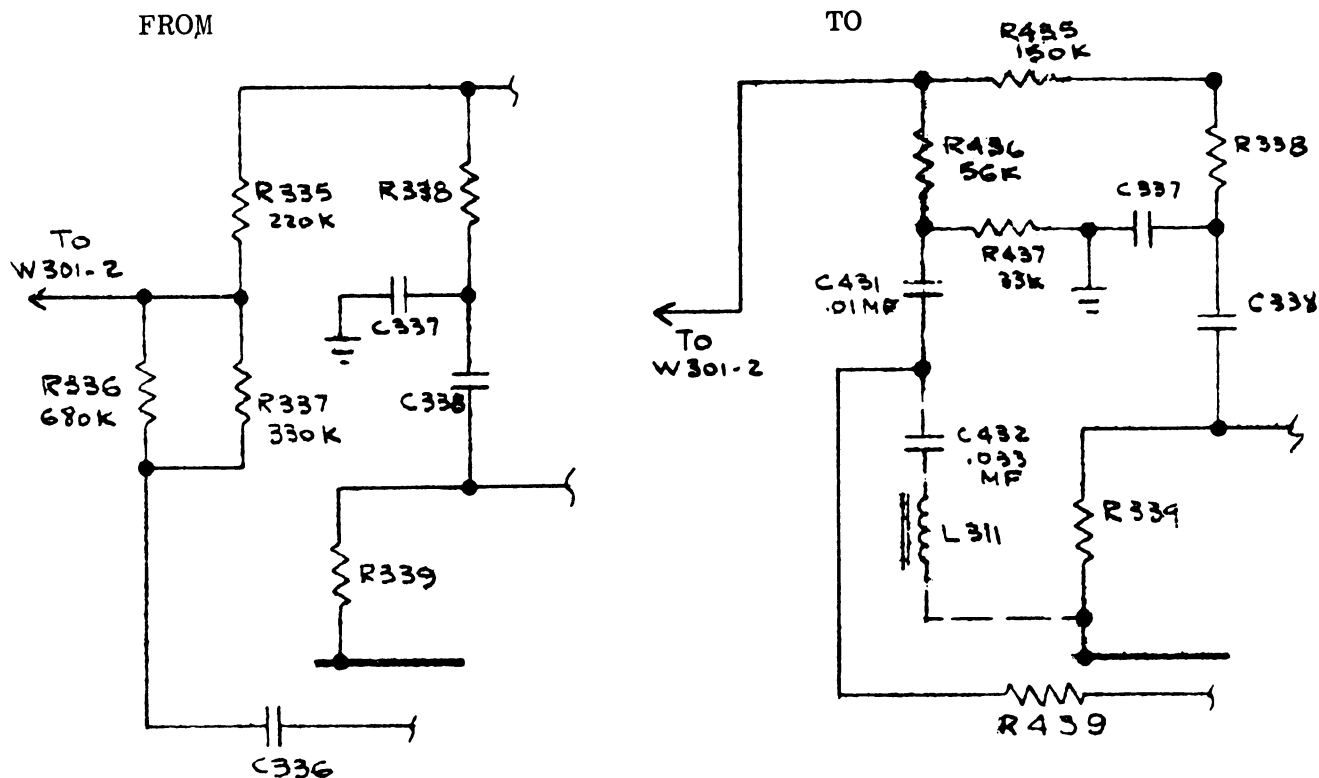 FROM
R335
220K
R338
To
W301-2
C337
R336
680K
R337
330K
C338
R339
C336
TO
R435
150K
R436
56K
R338
C337
R437
33K
C431
.01MF
C338
To
W301-2
C432
.033
MF
L311
R339
R439